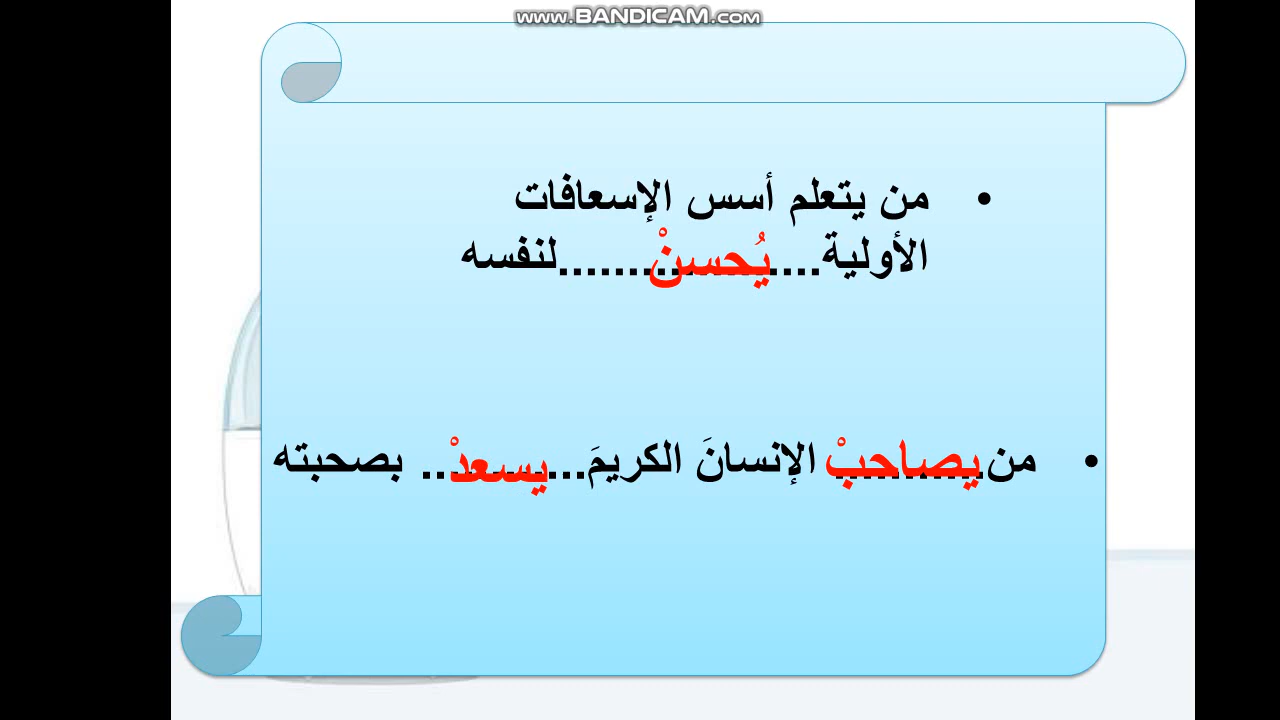 www.BANDICAM.com
• من يتعلم أسس الإسعافات
الأولية....يُحسنْ......لنفسه
• من يصاحبْ الإنسانَ الكريمَ....يسعدْ.. بصحبته